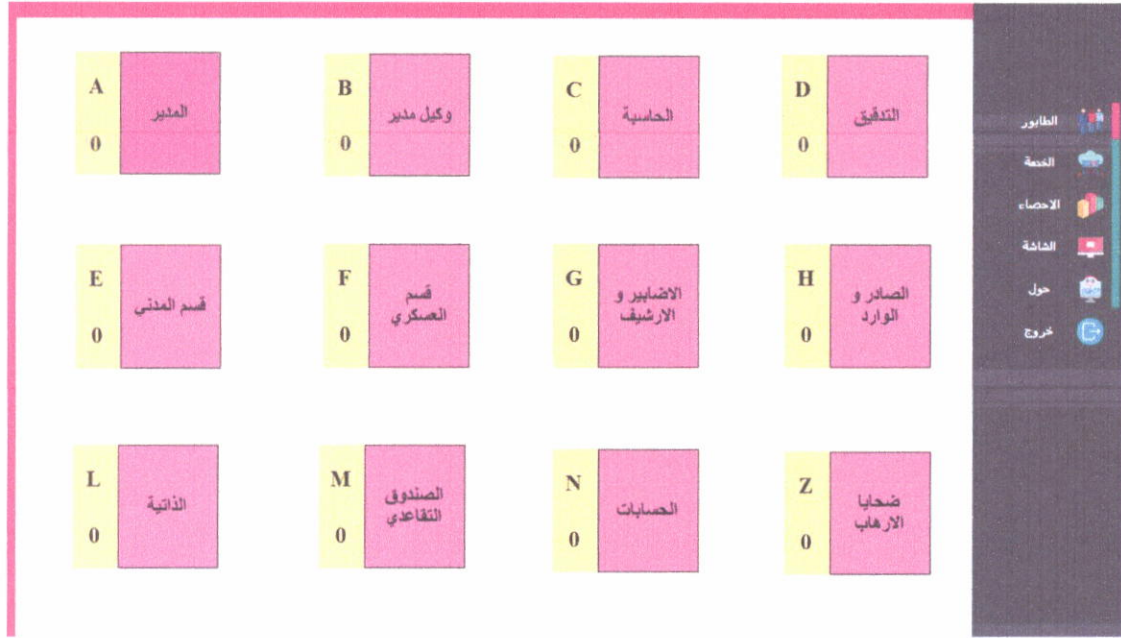 A
0
المدير
B
0
وكيل مدير
C
0
الحاسبة
D
0
التدقيق
E
0
قسم المدني
F
0
قسم
العسكري
G
0
الاضابير و
الارشيف
H
0
الصادر و
الوارد
L
0
الذاتية
M
0
الصندوق
التقاعدي
N
0
الحسابات
Z
0
ضحايا
الارهاب
الطابور
الخدمة
الاحصاء
الشاشة
حول
خروج